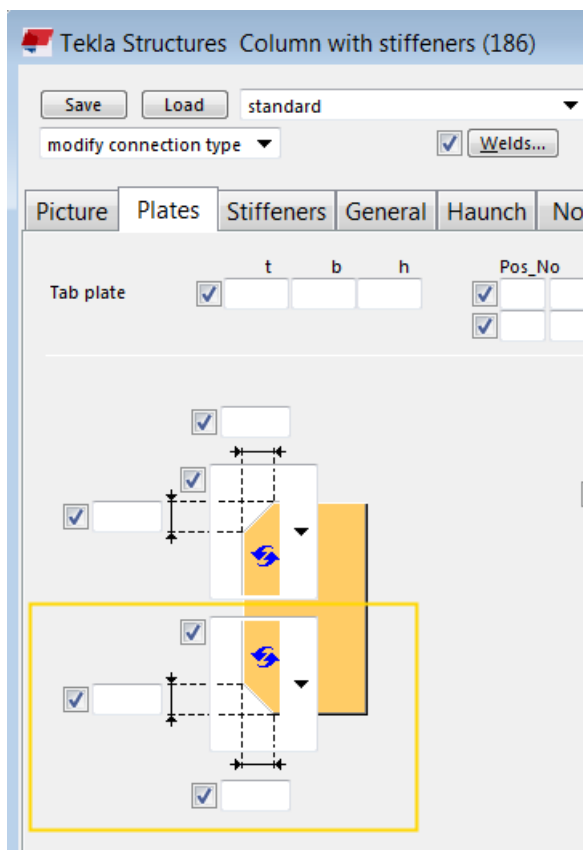 Tekla Structures Column with stiffeners (186)
Save Load standard
modify connection type Welds...
Picture Plates Stiffeners General Haunch No
t b h Pos_No
Tab plate